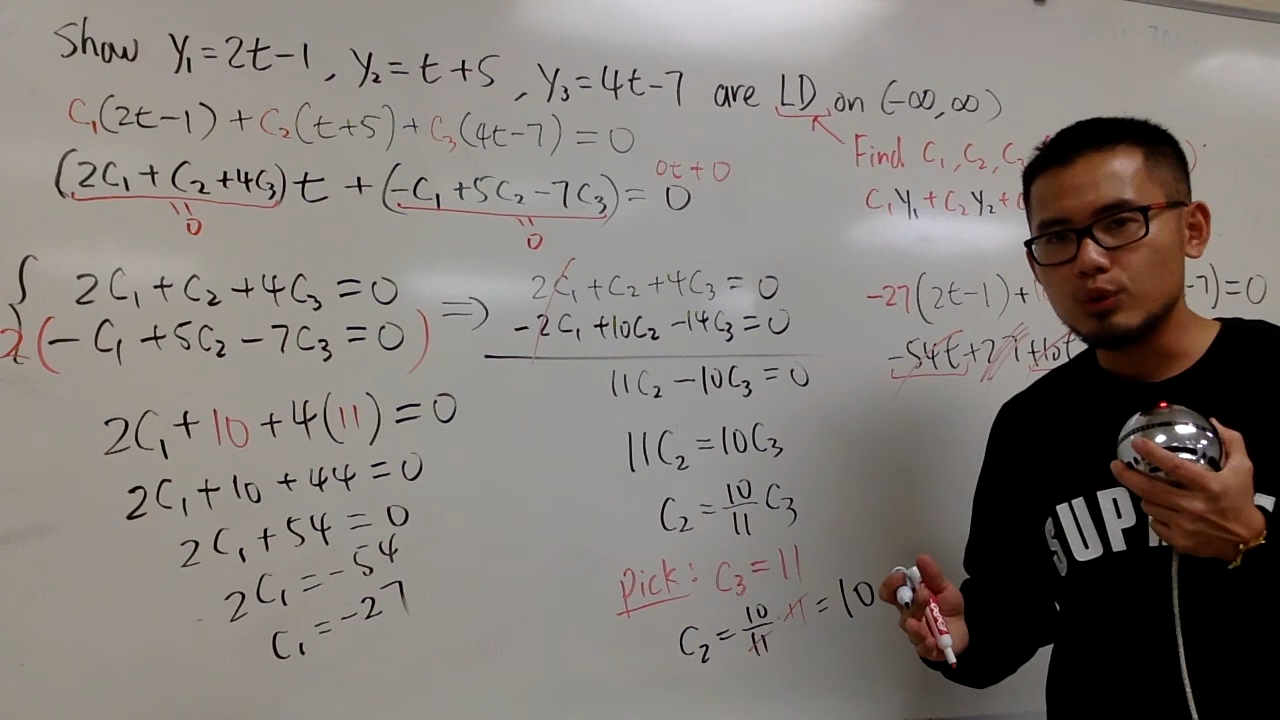 Show y₁=2t-1, y₂=t+5, y₃=4t-7 are LD on (-∞,∞)
C₁(2t-1)+C₂(t+5)+C₃(4t-7)=0
Find C₁, C₂, C₃
(2C₁+C₂+4C₃)t+(-C₁+5C₂-7C₃)=0
0t+0
C₁y₁+C₂y₂+
=0
=0
2C₁+C₂+4C₃=0
2(-C₁+5C₂-7C₃=0)
⇒
2C₁+C₂+4C₃=0
-2C₁+10C₂-14C₃=0
11C₂-10C₃=0
11C₂=10C₃
C₂=10/11 C₃
Pick: C₃=11
C₂=10/11 · 11=10
2C₁+10+4(11)=0
2C₁+10+44=0
2C₁+54=0
2C₁=-54
C₁=-27
-27(2t-1)+
-7)=0
-54t+27+10t
SUP